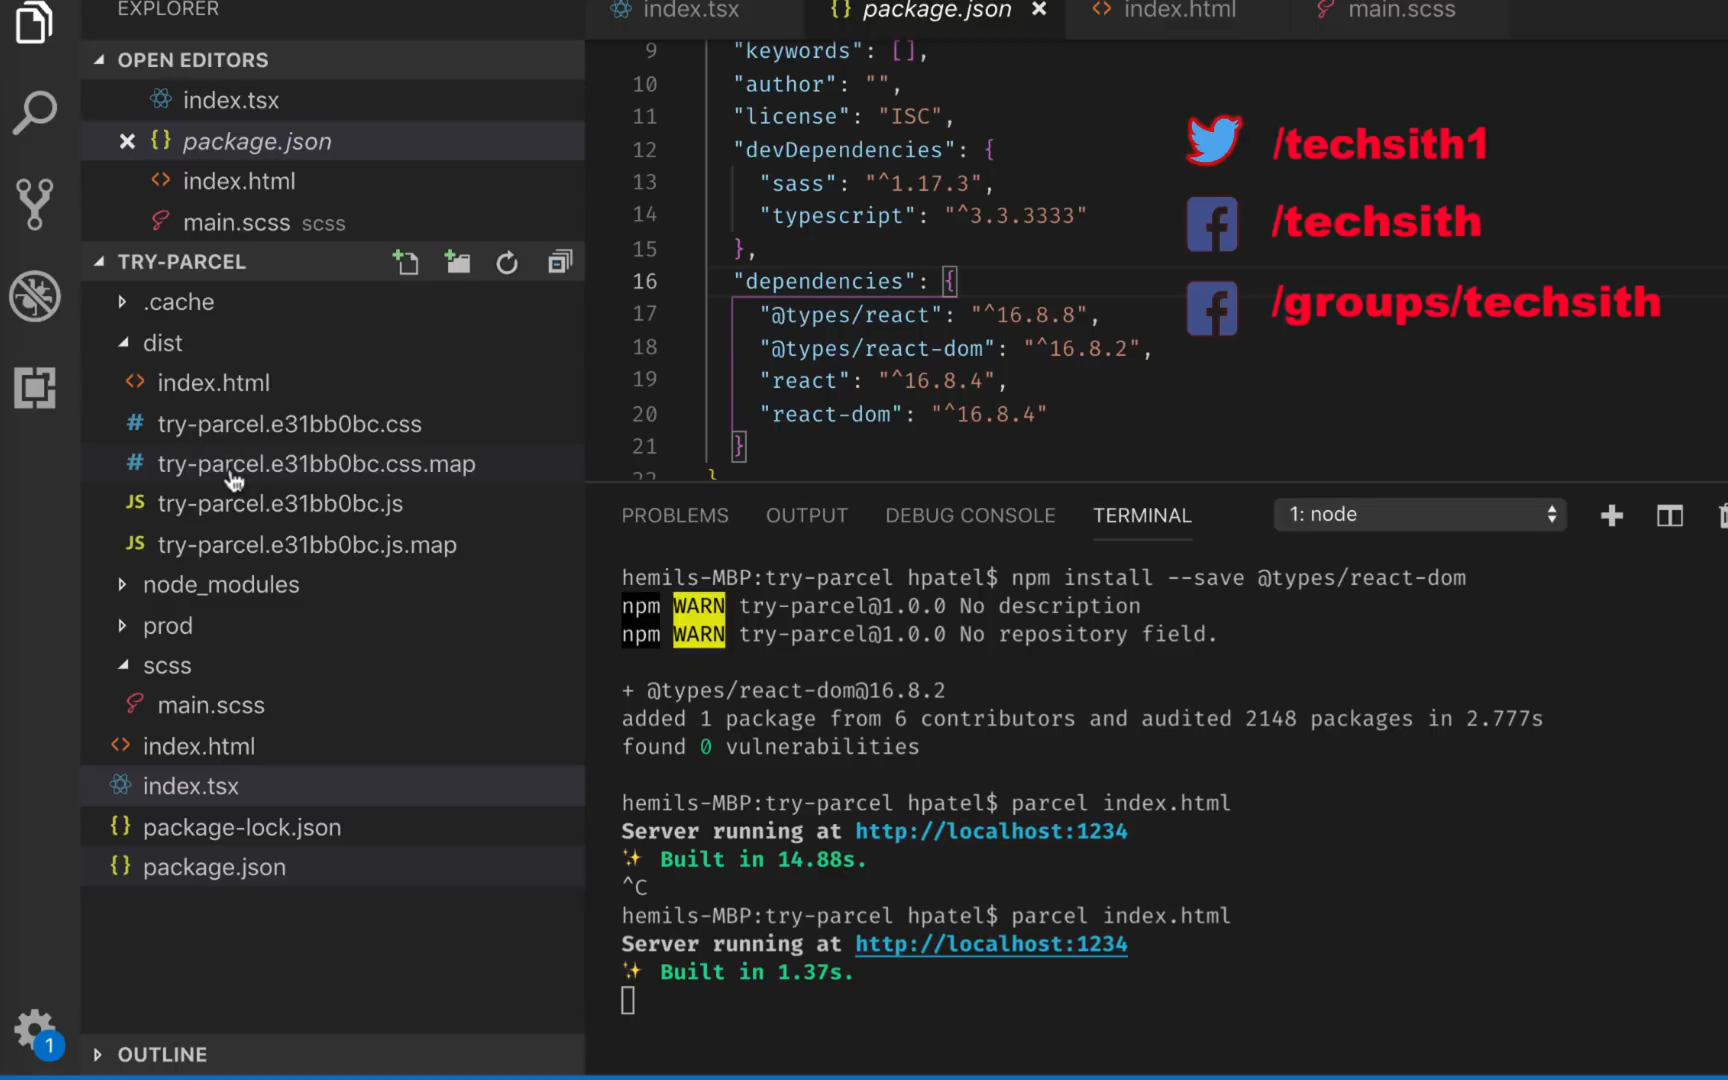 EXPLORER
OPEN EDITORS
index.tsx
package.json
index.html
main.scss scss
TRY-PARCEL
.cache
dist
index.html
try-parcel.e31bb0bc.css
try-parcel.e31bb0bc.css.map
try-parcel.e31bb0bc.js
try-parcel.e31bb0bc.js.map
node_modules
prod
scss
main.scss
index.html
index.tsx
package-lock.json
package.json
OUTLINE
1
index.tsx
package.json
index.html
main.scss
9 "keywords": [],
10 "author": "",
11 "license": "ISC",
12 "devDependencies": {
13 "sass": "^1.17.3",
14 "typescript": "^3.3.3333"
15 },
16 "dependencies": {
17 "@types/react": "^16.8.8",
18 "@types/react-dom": "^16.8.2",
19 "react": "^16.8.4",
20 "react-dom": "^16.8.4"
21 }
22 }
/techsith1
/techsith
/groups/techsith
PROBLEMS OUTPUT DEBUG CONSOLE TERMINAL 1: node
hemils-MBP:try-parcel hpatel$ npm install --save @types/react-dom
npm WARN try-parcel@1.0.0 No description
npm WARN try-parcel@1.0.0 No repository field.
+ @types/react-dom@16.8.2
added 1 package from 6 contributors and audited 2148 packages in 2.777s
found 0 vulnerabilities
hemils-MBP:try-parcel hpatel$ parcel index.html
Server running at http://localhost:1234
✨ Built in 14.88s.
^C
hemils-MBP:try-parcel hpatel$ parcel index.html
Server running at http://localhost:1234
✨ Built in 1.37s.